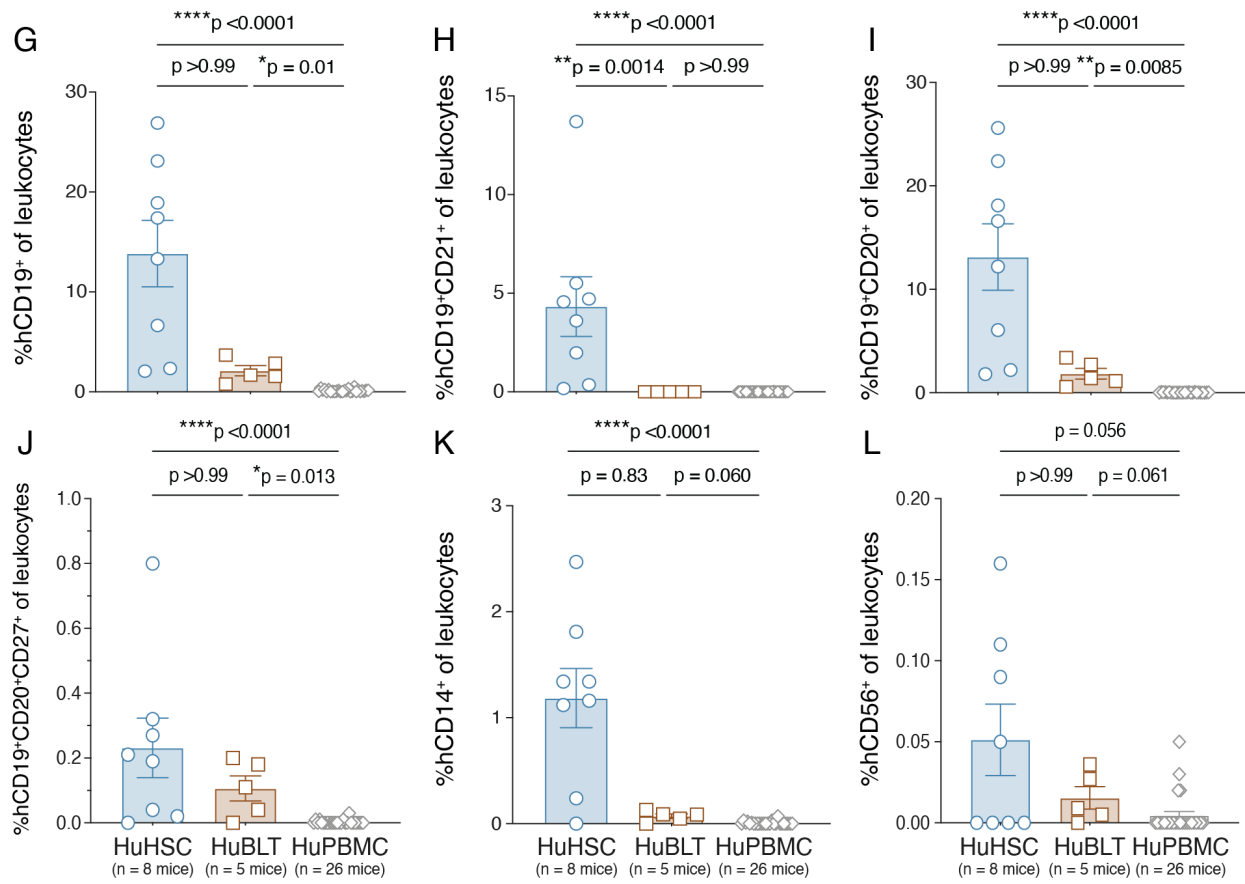 G
****p <0.0001
p >0.99 *p = 0.01
%hCD19⁺ of leukocytes
30
20
10
0
H
****p <0.0001
**p = 0.0014 p >0.99
%hCD19⁺CD21⁺ of leukocytes
15
10
5
0
I
****p <0.0001
p >0.99 **p = 0.0085
%hCD19⁺CD20⁺ of leukocytes
30
20
10
0
J
****p <0.0001
p >0.99 *p = 0.013
%hCD19⁺CD20⁺CD27⁺ of leukocytes
1.0
0.8
0.6
0.4
0.2
0.0
HuHSC HuBLT HuPBMC
(n = 8 mice) (n = 5 mice) (n = 26 mice)
K
****p <0.0001
p = 0.83 p = 0.060
%hCD14⁺ of leukocytes
3
2
1
0
HuHSC HuBLT HuPBMC
(n = 8 mice) (n = 5 mice) (n = 26 mice)
L
p = 0.056
p >0.99 p = 0.061
%hCD56⁺ of leukocytes
0.20
0.15
0.10
0.05
0.00
HuHSC HuBLT HuPBMC
(n = 8 mice) (n = 5 mice) (n = 26 mice)